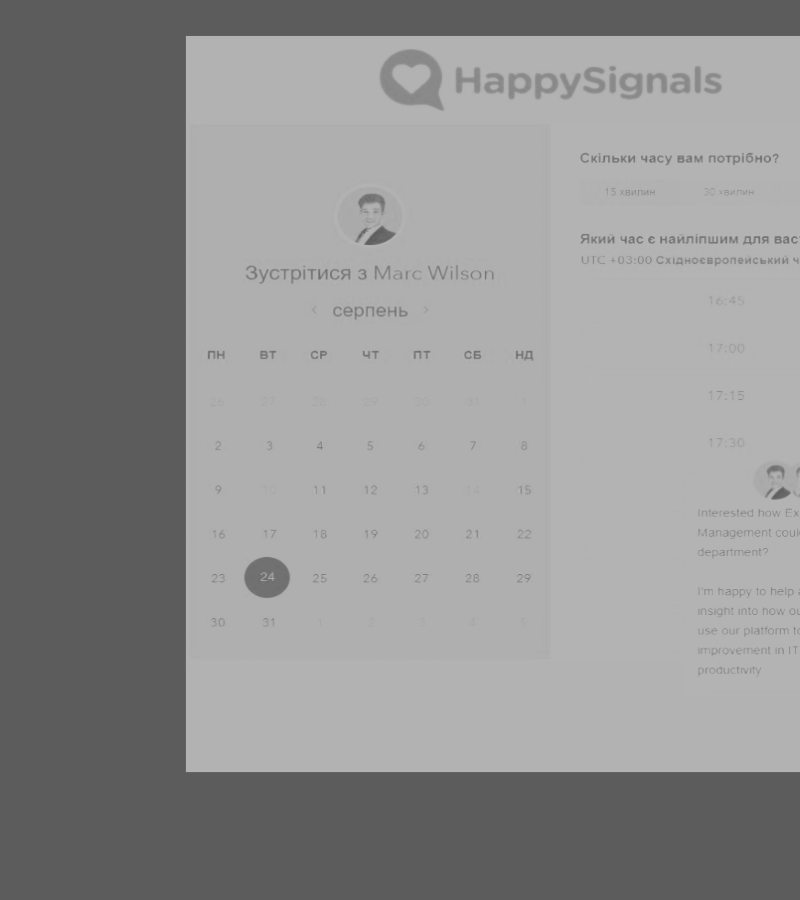 HappySignals
Зустрітися з Marc Wilson
серпень
ПН ВТ СР ЧТ ПТ СБ НД
26 27 28 29 30 31 1
2 3 4 5 6 7 8
9 10 11 12 13 14 15
16 17 18 19 20 21 22
23 24 25 26 27 28 29
30 31 1 2 3 4 5
Скільки часу вам потрібно?
15 хвилин 30 хвилин
Який час є найліпшим для вас
UTC +03:00 Східноєвропейський ч
16:45
17:00
17:15
17:30
Interested how Ex
Management coul
department?
I'm happy to help a
insight into how ou
use our platform to
improvement in IT
productivity